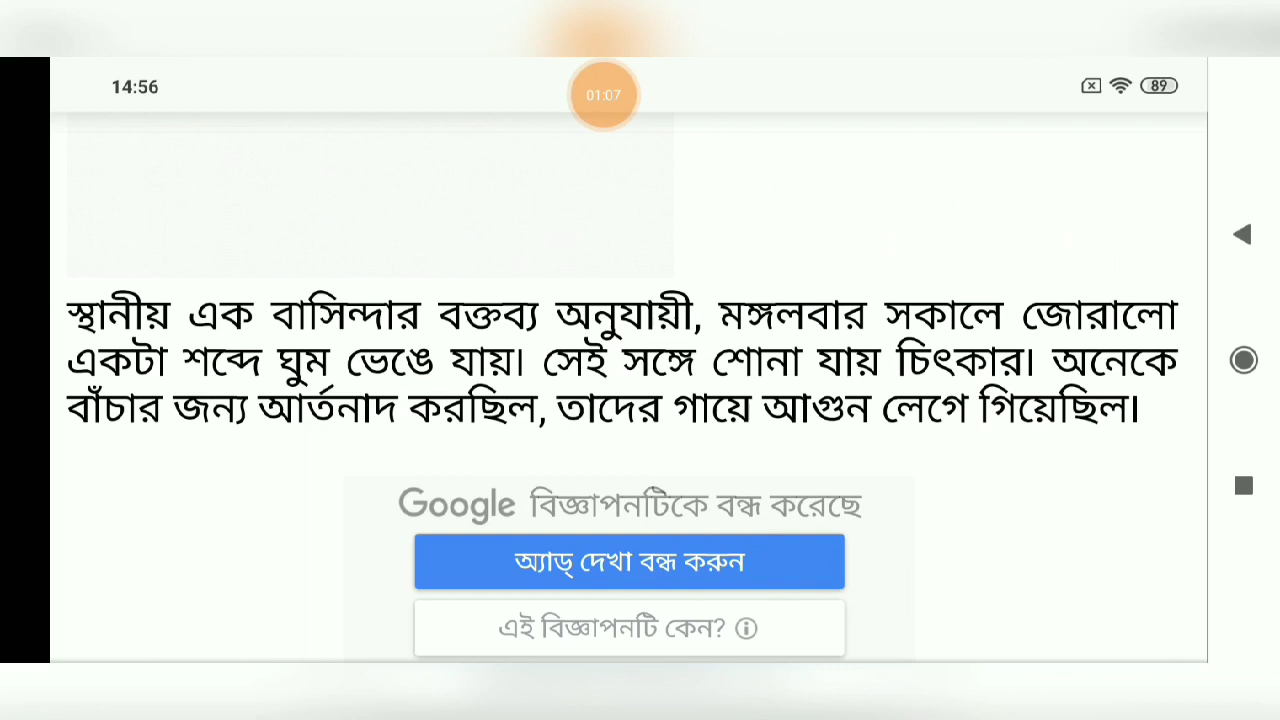 14:56
01:07
89
স্থানীয় এক বাসিন্দার বক্তব্য অনুযায়ী, মঙ্গলবার সকালে জোরালো
একটা শব্দে ঘুম ভেঙে যায়। সেই সঙ্গে শোনা যায় চিৎকার। অনেকে
বাঁচার জন্য আর্তনাদ করছিল, তাদের গায়ে আগুন লেগে গিয়েছিল।
Google বিজ্ঞাপনটিকে বন্ধ করেছে
অ্যাড্ দেখা বন্ধ করুন
এই বিজ্ঞাপনটি কেন?